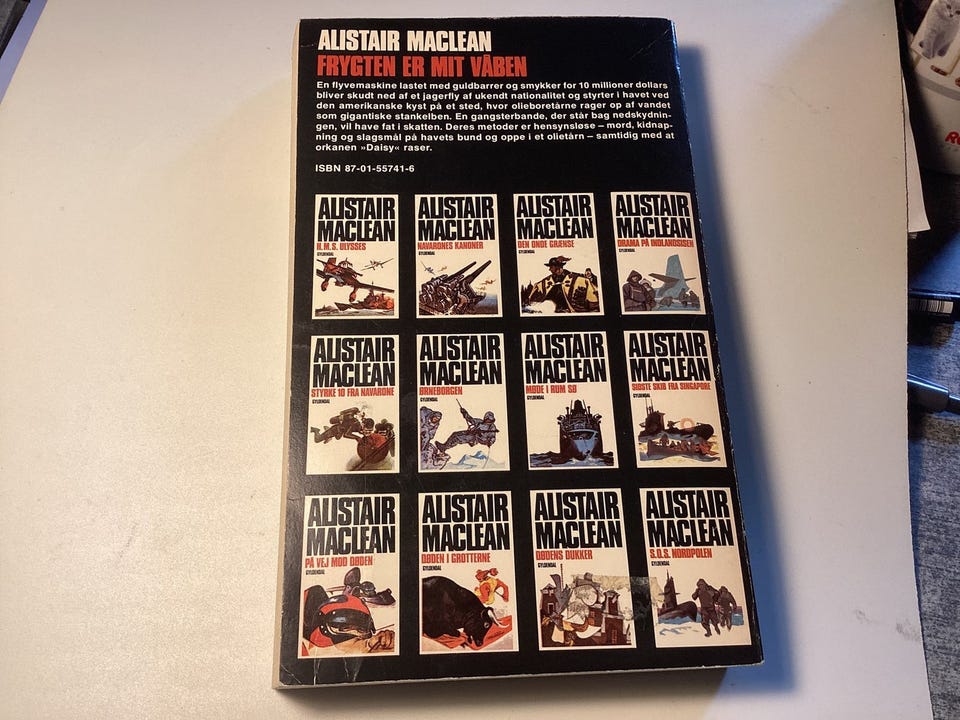 ALISTAIR MACLEAN
FRYGTEN ER MIT VÅBEN
En flyvemaskine lastet med guldbarrer og smykker for 10 millioner dollars
bliver skudt ned af et jagerfly af ukendt nationalitet og styrter i havet ved
den amerikanske kyst på et sted, hvor olieboretårne rager op af vandet
som gigantiske stankelben. En gangsterbande, der står bag nedskydnin-
gen, vil have fat i skatten. Deres metoder er hensynsløse – mord, kidnap-
ning og slagsmål på havets bund og oppe i et olietårn – samtidig med at
orkanen »Daisy« raser.
ISBN 87-01-55741-6
ALISTAIR
MACLEAN
H.M.S. ULYSSES
GYLDENDAL
ALISTAIR
MACLEAN
NAVARONES KANONER
GYLDENDAL
ALISTAIR
MACLEAN
DEN ONDE GRÆNSE
GYLDENDAL
ALISTAIR
MACLEAN
DRAMA PÅ INDLANDSISEN
GYLDENDAL
ALISTAIR
MACLEAN
STYRKE 10 FRA NAVARONE
GYLDENDAL
ALISTAIR
MACLEAN
ØRNEBORGEN
GYLDENDAL
ALISTAIR
MACLEAN
MØDE I RUM SØ
GYLDENDAL
ALISTAIR
MACLEAN
SIDSTE SKIB FRA SINGAPORE
GYLDENDAL
ALISTAIR
MACLEAN
PÅ VEJ MOD DØDEN
GYLDENDAL
ALISTAIR
MACLEAN
DØDEN I GROTTERNE
GYLDENDAL
ALISTAIR
MACLEAN
DØDENS DUKKER
GYLDENDAL
ALISTAIR
MACLEAN
S.O.S. NORDPOLEN
GYLDENDAL